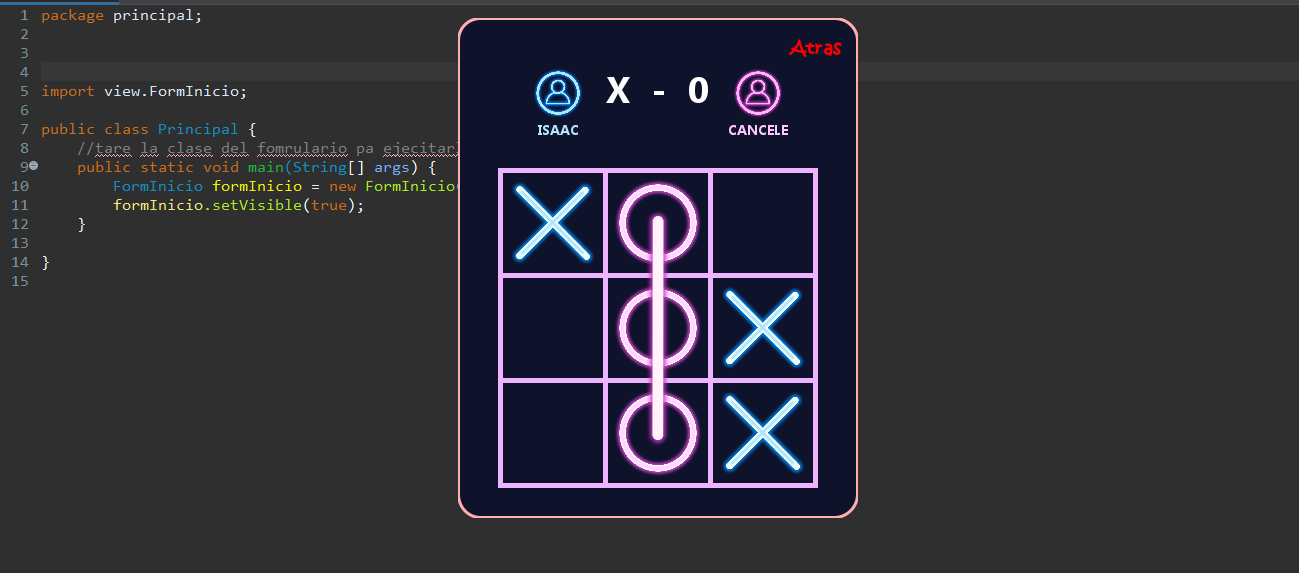 1 package principal;
2
3
4
5 import view.FormInicio;
6
7 public class Principal {
8 //tare la clase del fomrulario pa ejecitar
9 public static void main(String[] args) {
10 FormInicio formInicio = new FormInicio
11 formInicio.setVisible(true);
12 }
13
14 }
15
Atras
X - O
ISAAC
CANCELE